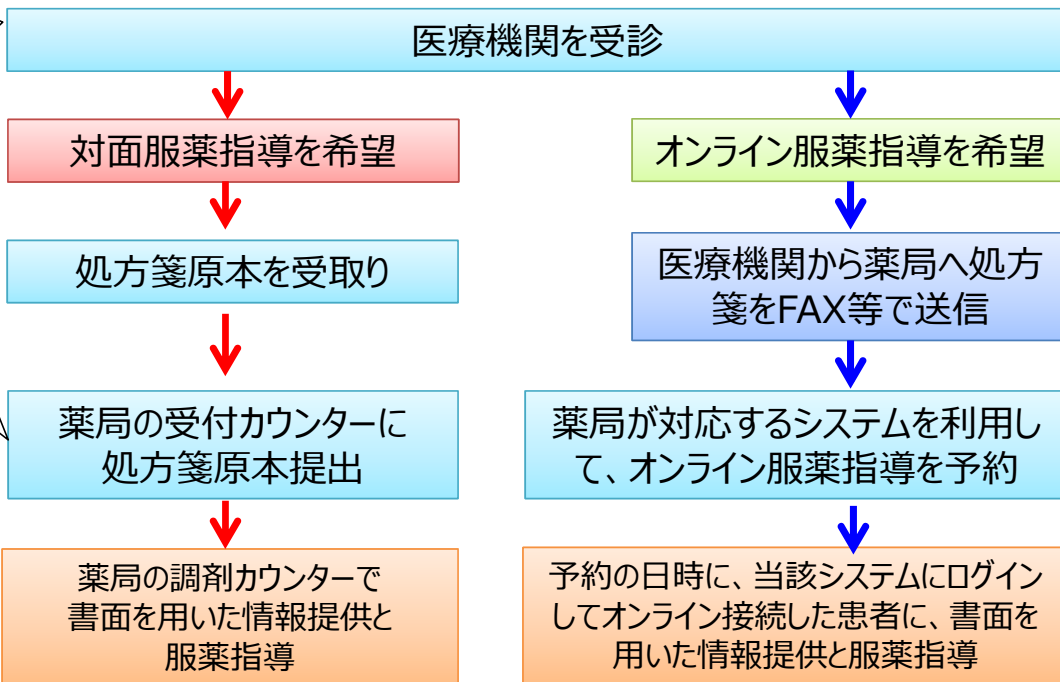 医療機関を受診
対面服薬指導を希望
処方箋原本を受取り
薬局の受付カウンターに
処方箋原本提出
薬局の調剤カウンターで
書面を用いた情報提供と
服薬指導
オンライン服薬指導を希望
医療機関から薬局へ処方
箋をFAX等で送信
薬局が対応するシステムを利用し
て、オンライン服薬指導を予約
予約の日時に、当該システムにログイン
してオンライン接続した患者に、書面を
用いた情報提供と服薬指導